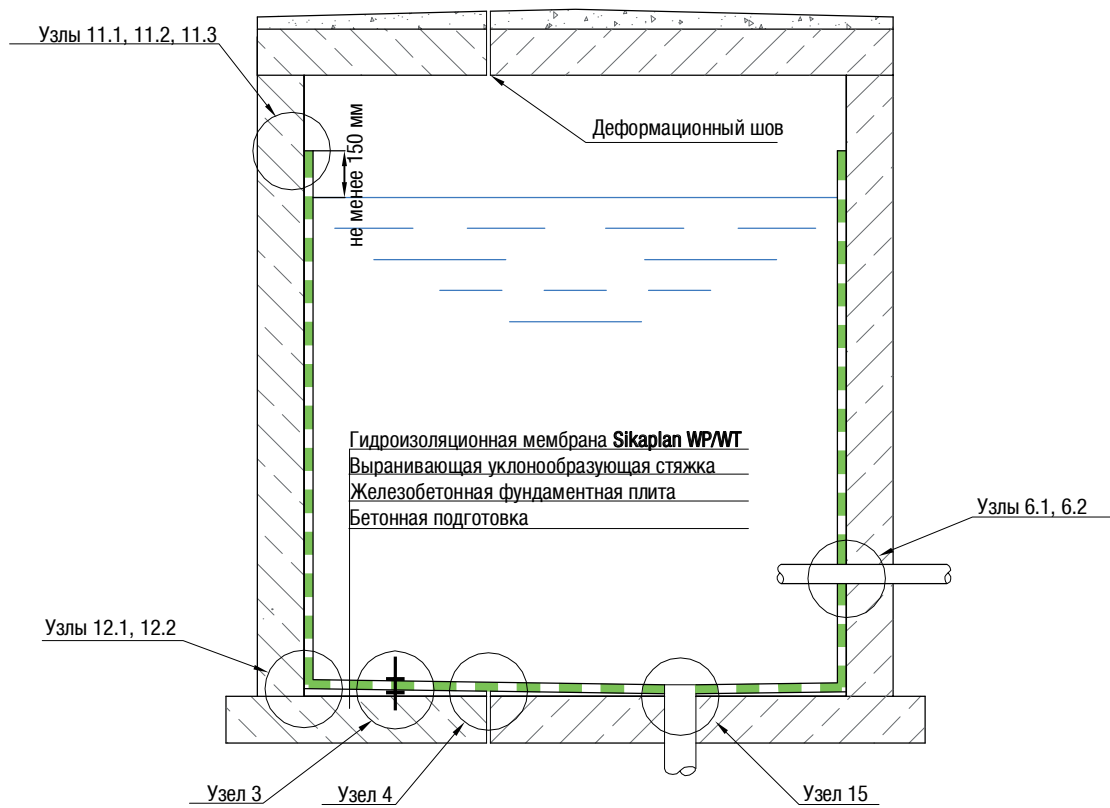 Узлы 11.1, 11.2, 11.3
не менее 150 мм
Деформационный шов
Гидроизоляционная мембрана Sikaplan WP/WT
Выранивающая уклонообразующая стяжка
Железобетонная фундаментная плита
Бетонная подготовка
Узлы 6.1, 6.2
Узлы 12.1, 12.2
Узел 3
Узел 4
Узел 15